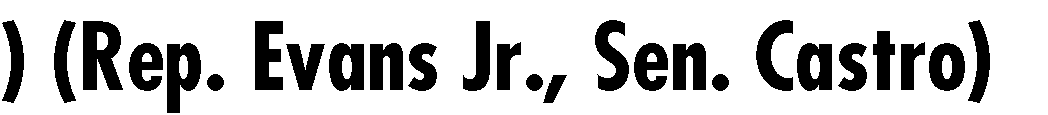 ) (Rep. Evans Jr., Sen. Castro)